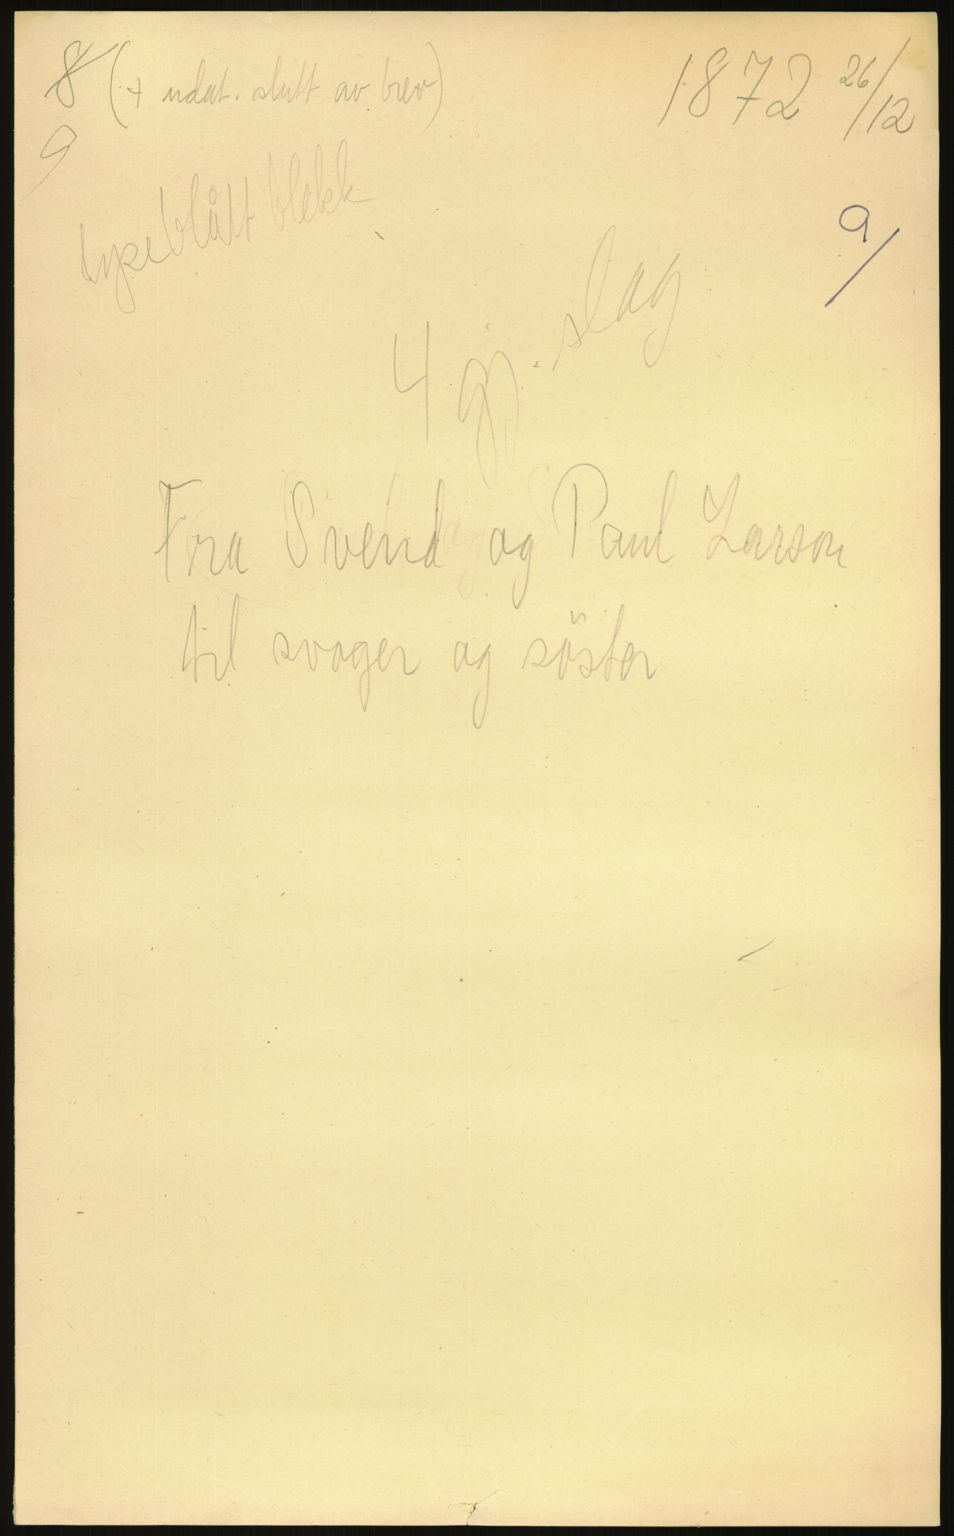 8 (+ udat. slutt av brev)
1872 26/12
9
lyseblått blekk
9/
4 gj. slag
Fra Svend og Paul Larson
til svoger og söster